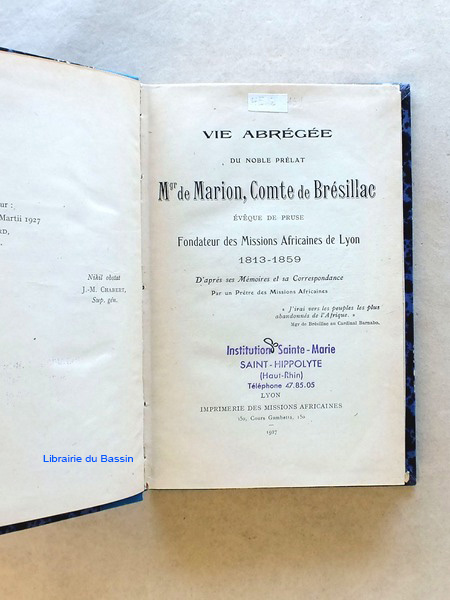 ur :
Martii 1927
RD,
Nihil obstat
J.-M. CHABERT,
Sup. gén.
VIE ABRÉGÉE
DU NOBLE PRÉLAT
Mgr de Marion, Comte de Brésillac
ÉVÊQUE DE PRUSE
Fondateur des Missions Africaines de Lyon
1813-1859
D'après ses Mémoires et sa Correspondance
Par un Prêtre des Missions Africaines
« J'irai vers les peuples les plus
abandonnés de l'Afrique. »
Mgr de Brésillac au Cardinal Barnabo.
Institution Sainte-Marie
SAINT-HIPPOLYTE
(Haut-Rhin)
Téléphone 47.85.05
LYON
IMPRIMERIE DES MISSIONS AFRICAINES
150, Cours Gambetta, 150
1927
Librairie du Bassin